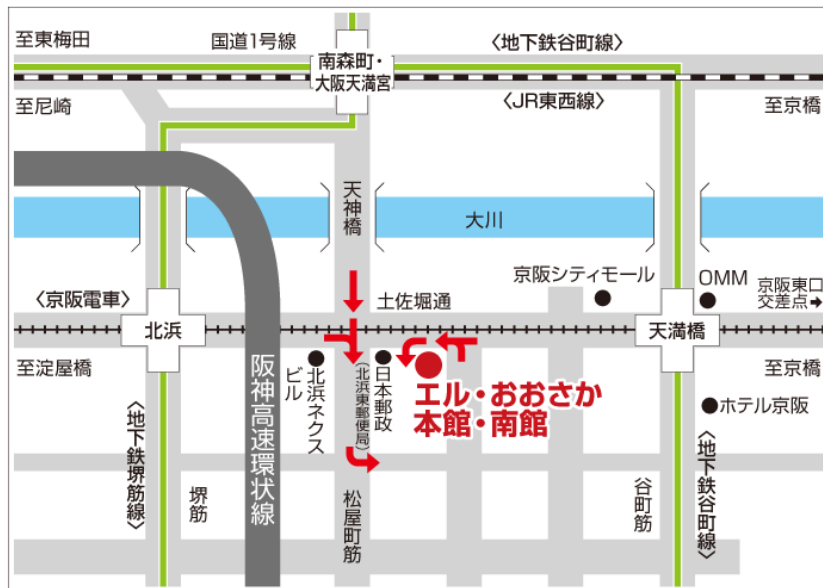 至東梅田
国道1号線
南森町・
大阪天満宮
〈地下鉄谷町線〉
至尼崎
〈JR東西線〉
至京橋
天神橋
大川
京阪シティモール
OMM
京阪東口
交差点➡
〈京阪電車〉
土佐堀通
北浜
天満橋
至淀屋橋
阪神高速環状線
北浜ネクス
ビル
(北浜東郵便局)
日本郵政
エル・おおさか
本館・南館
至京橋
ホテル京阪
〈地下鉄堺筋線〉
堺筋
松屋町筋
谷町筋
〈地下鉄谷町線〉